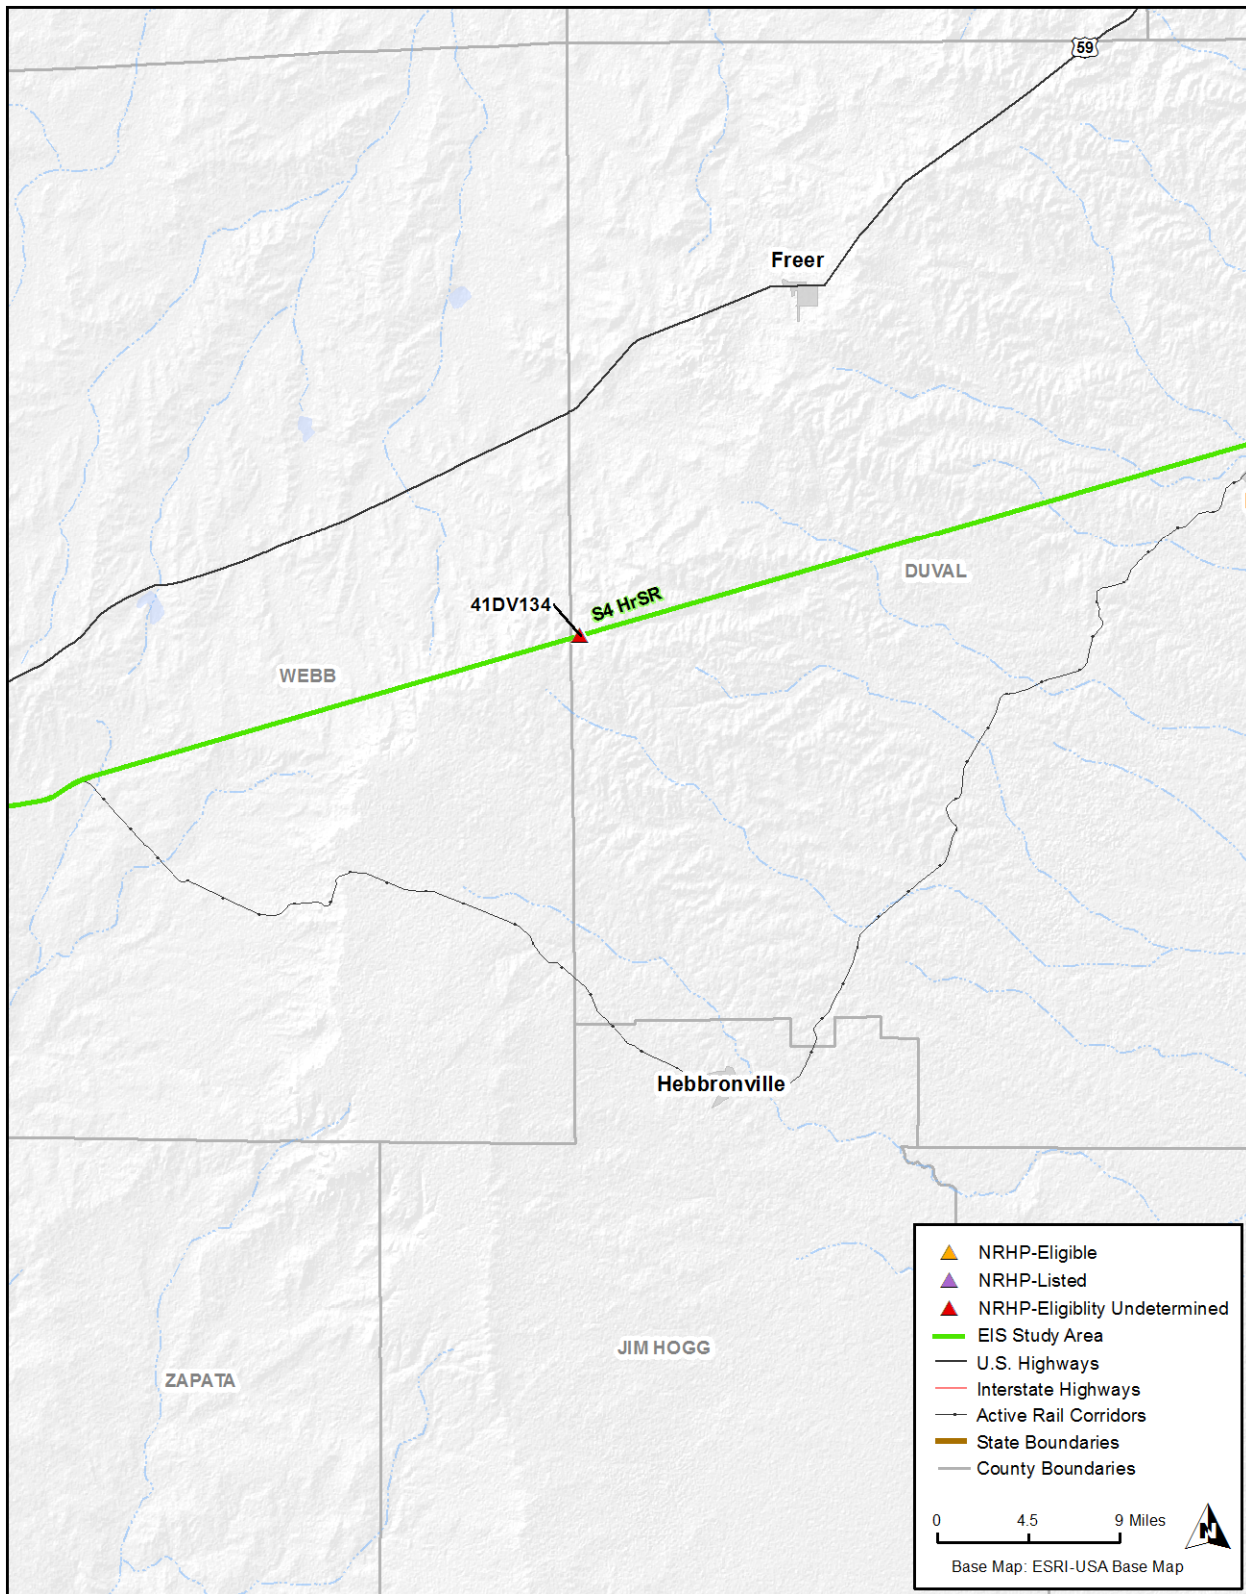 59
Freer
DUVAL
S4 HrSR
41DV134
WEBB
Hebbronville
JIM HOGG
ZAPATA
NRHP-Eligible
NRHP-Listed
NRHP-Eligiblity Undetermined
EIS Study Area
U.S. Highways
Interstate Highways
Active Rail Corridors
State Boundaries
County Boundaries
0 4.5 9 Miles
N
Base Map: ESRI-USA Base Map